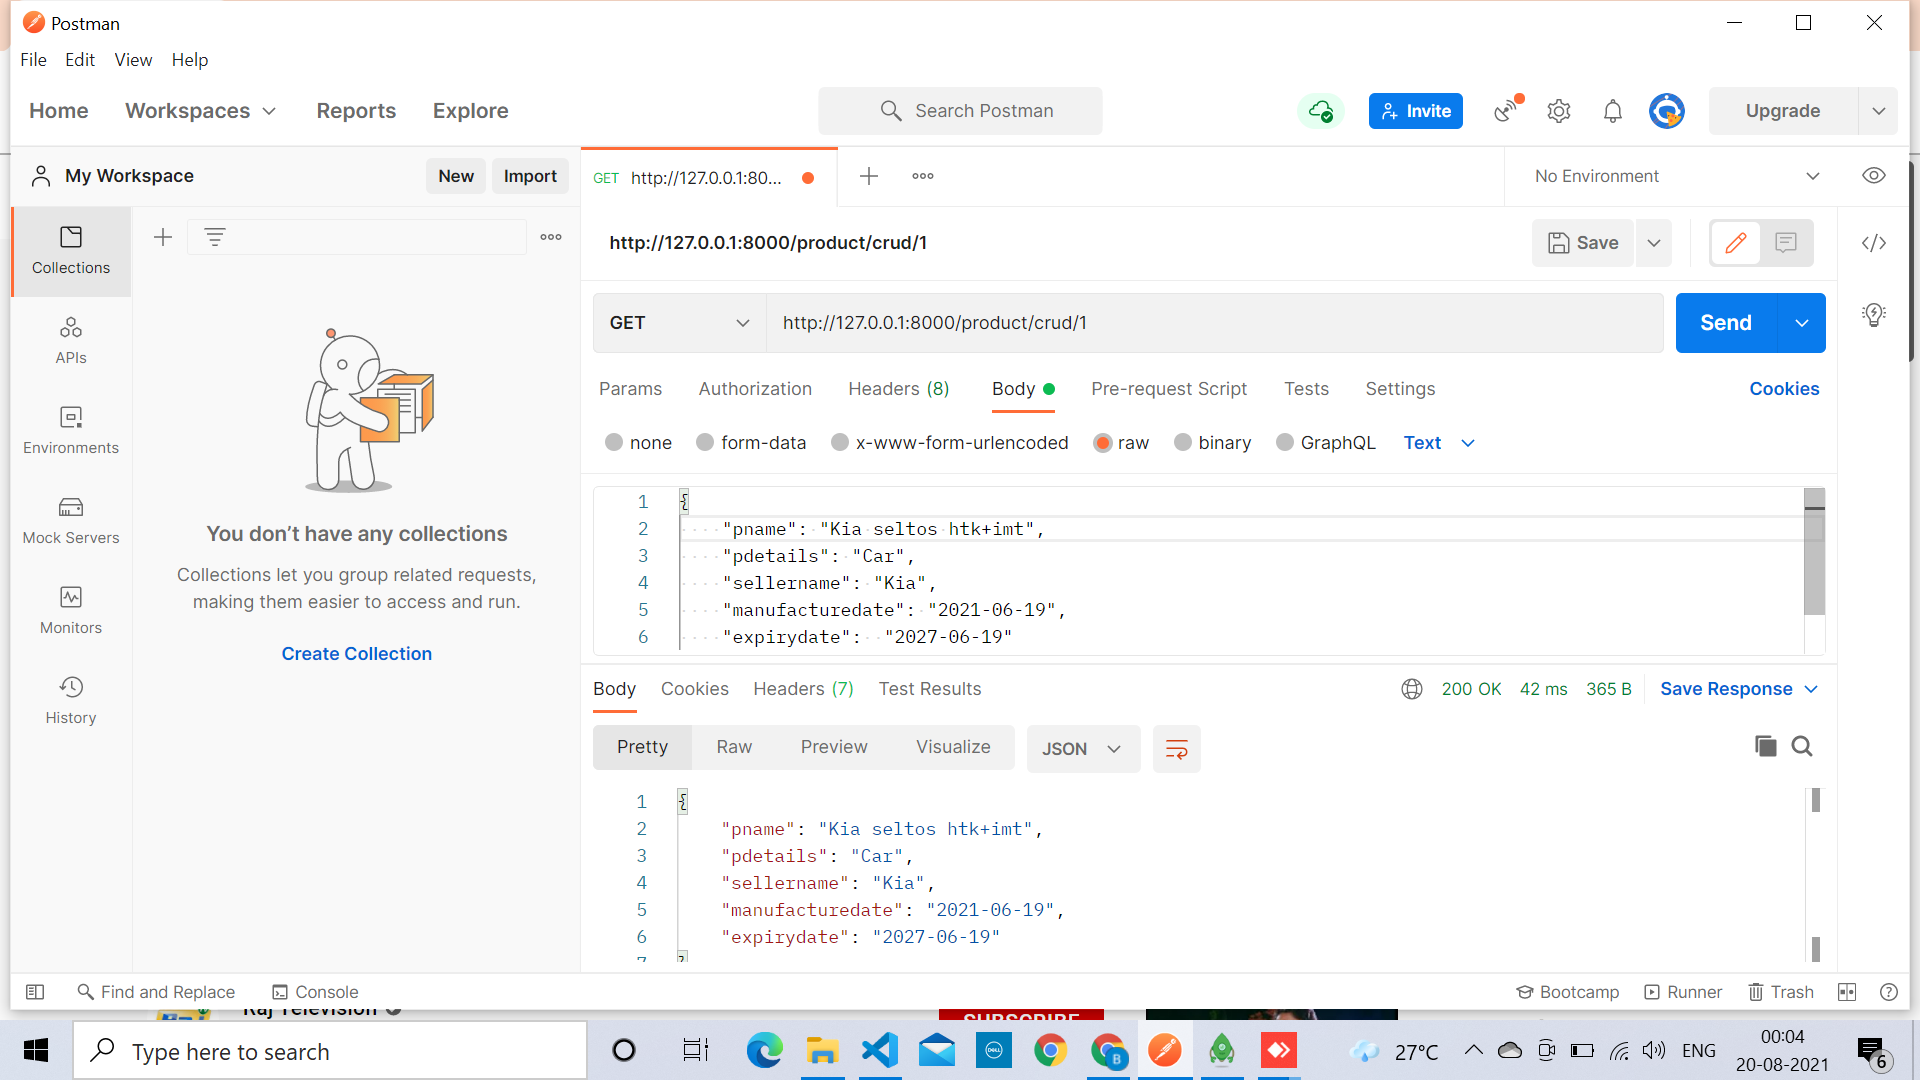 Postman
File Edit View Help
Home Workspaces Reports Explore
Search Postman
Invite
Upgrade
My Workspace
New
Import
GET http://127.0.0.1:80...
No Environment
Collections
APIs
Environments
Mock Servers
Monitors
History
You don't have any collections
Collections let you group related requests,
making them easier to access and run.
Create Collection
http://127.0.0.1:8000/product/crud/1
Save
GET
http://127.0.0.1:8000/product/crud/1
Send
Params Authorization Headers (8) Body Pre-request Script Tests Settings
Cookies
none form-data x-www-form-urlencoded raw binary GraphQL Text
1 {
2 "pname": "Kia seltos htk+imt",
3 "pdetails": "Car",
4 "sellername": "Kia",
5 "manufacturedate": "2021-06-19",
6 "expirydate": "2027-06-19"
Body Cookies Headers (7) Test Results
200 OK 42 ms 365 B Save Response
Pretty Raw Preview Visualize JSON
1 {
2 "pname": "Kia seltos htk+imt",
3 "pdetails": "Car",
4 "sellername": "Kia",
5 "manufacturedate": "2021-06-19",
6 "expirydate": "2027-06-19"
7 }
Find and Replace Console
Bootcamp Runner Trash
Raj Television
SUBSCRIBE
Type here to search
DELL
B
27°C
ENG
00:04
20-08-2021
6